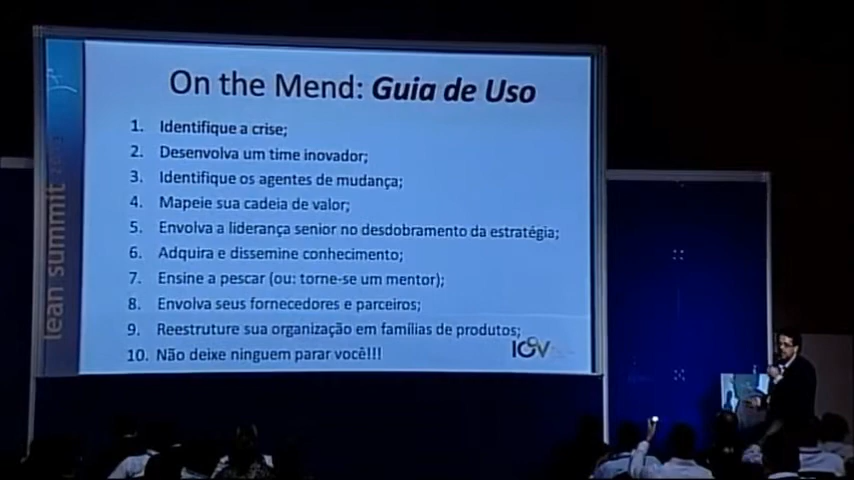 On the Mend: Guia de Uso
1. Identifique a crise;
2. Desenvolva um time inovador;
3. Identifique os agentes de mudança;
4. Mapeie sua cadeia de valor;
5. Envolva a liderança senior no desdobramento da estratégia;
6. Adquira e dissemine conhecimento;
7. Ensine a pescar (ou: torne-se um mentor);
8. Envolva seus fornecedores e parceiros;
9. Reestruture sua organização em famílias de produtos;
10. Não deixe ninguem parar você!!!
lean summit